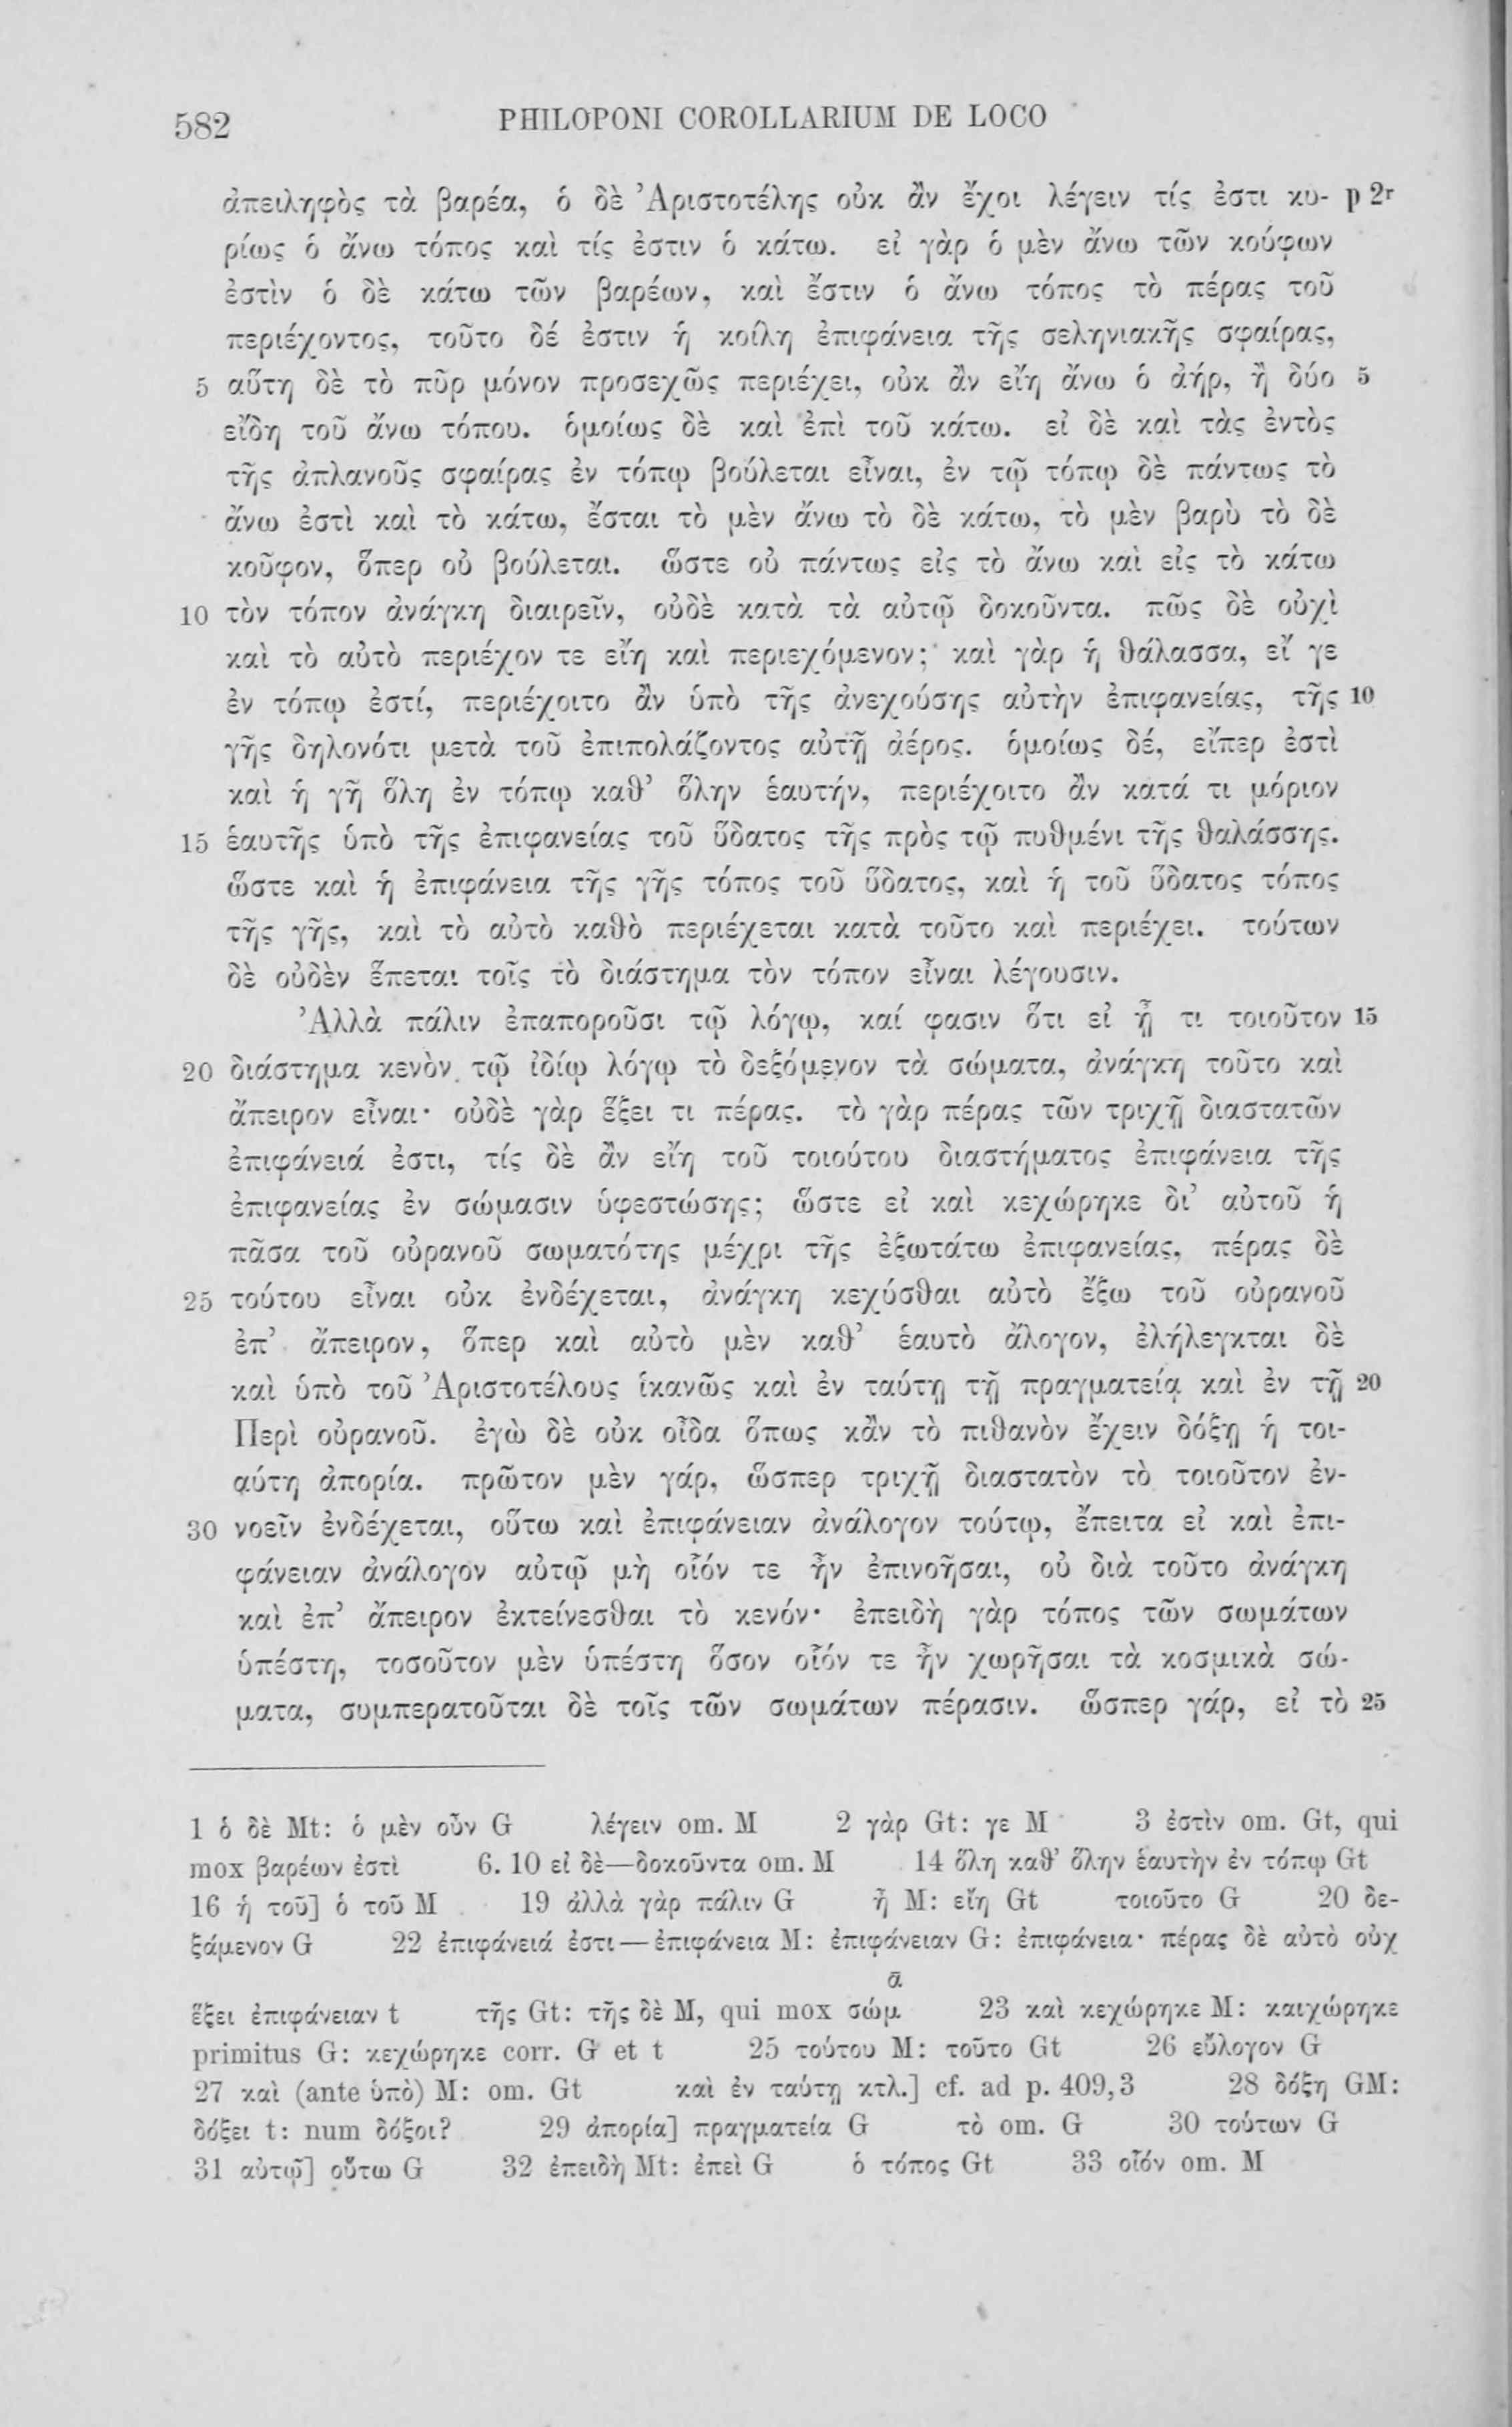 582 PHILOPONI COROLLARIUM DE LOCO
ἀπειληφὸς τὰ βαρέα, ὁ δὲ Ἀριστοτέλης οὐκ ἂν ἔχοι λέγειν τίς ἐστι κυ- p 2r
ρίως ὁ ἄνω τόπος καὶ τίς ἐστιν ὁ κάτω. εἰ γὰρ ὁ μὲν ἄνω τῶν κούφων
ἐστὶν ὁ δὲ κάτω τῶν βαρέων, καὶ ἔστιν ὁ ἄνω τόπος τὸ πέρας τοῦ
περιέχοντος, τοῦτο δέ ἐστιν ἡ κοίλη ἐπιφάνεια τῆς σεληνιακῆς σφαίρας,
5 αὕτη δὲ τὸ πῦρ μόνον προσεχῶς περιέχει, οὐκ ἂν εἴη ἄνω ὁ ἀήρ, ἢ δύο 5
εἴδη τοῦ ἄνω τόπου. ὁμοίως δὲ καὶ ἐπὶ τοῦ κάτω. εἰ δὲ καὶ τὰς ἐντὸς
τῆς ἀπλανοῦς σφαίρας ἐν τόπῳ βούλεται εἶναι, ἐν τῷ τόπῳ δὲ πάντως τὸ
ἄνω ἐστὶ καὶ τὸ κάτω, ἔσται τὸ μὲν ἄνω τὸ δὲ κάτω, τὸ μὲν βαρὺ τὸ δὲ
κοῦφον, ὅπερ οὐ βούλεται. ὥστε οὐ πάντως εἰς τὸ ἄνω καὶ εἰς τὸ κάτω
10 τὸν τόπον ἀνάγκη διαιρεῖν, οὐδὲ κατὰ τὰ αὐτῷ δοκοῦντα. πῶς δὲ οὐχὶ
καὶ τὸ αὐτὸ περιέχον τε εἴη καὶ περιεχόμενον; καὶ γὰρ ἡ θάλασσα, εἴ γε
ἐν τόπῳ ἐστί, περιέχοιτο ἂν ὑπὸ τῆς ἀνεχούσης αὐτὴν ἐπιφανείας, τῆς 10
γῆς δηλονότι μετὰ τοῦ ἐπιπολάζοντος αὐτῇ ἀέρος. ὁμοίως δέ, εἴπερ ἐστὶ
καὶ ἡ γῆ ὅλη ἐν τόπῳ καθ’ ὅλην ἑαυτήν, περιέχοιτο ἂν κατά τι μόριον
15 ἑαυτῆς ὑπὸ τῆς ἐπιφανείας τοῦ ὕδατος τῆς πρὸς τῷ πυθμένι τῆς θαλάσσης.
ὥστε καὶ ἡ ἐπιφάνεια τῆς γῆς τόπος τοῦ ὕδατος, καὶ ἡ τοῦ ὕδατος τόπος
τῆς γῆς, καὶ τὸ αὐτὸ καθὸ περιέχεται κατὰ τοῦτο καὶ περιέχει. τούτων
δὲ οὐδὲν ἕπεται τοῖς τὸ διάστημα τὸν τόπον εἶναι λέγουσιν.
Ἀλλὰ πάλιν ἐπαποροῦσι τῷ λόγῳ, καί φασιν ὅτι εἰ ᾖ τι τοιοῦτον 15
20 διάστημα κενὸν τῷ ἰδίῳ λόγῳ τὸ δεξόμενον τὰ σώματα, ἀνάγκη τοῦτο καὶ
ἄπειρον εἶναι· οὐδὲ γὰρ ἕξει τι πέρας. τὸ γὰρ πέρας τῶν τριχῇ διαστατῶν
ἐπιφάνειά ἐστι, τίς δὲ ἂν εἴη τοῦ τοιούτου διαστήματος ἐπιφάνεια τῆς
ἐπιφανείας ἐν σώμασιν ὑφεστώσης; ὥστε εἰ καὶ κεχώρηκε δι’ αὐτοῦ ἡ
πᾶσα τοῦ οὐρανοῦ σωματότης μέχρι τῆς ἐξωτάτω ἐπιφανείας, πέρας δὲ
25 τούτου εἶναι οὐκ ἐνδέχεται, ἀνάγκη κεχύσθαι αὐτὸ ἔξω τοῦ οὐρανοῦ
ἐπ’ ἄπειρον, ὅπερ καὶ αὐτὸ μὲν καθ’ ἑαυτὸ ἄλογον, ἐλήλεγκται δὲ
καὶ ὑπὸ τοῦ Ἀριστοτέλους ἱκανῶς καὶ ἐν ταύτῃ τῇ πραγματείᾳ καὶ ἐν τῇ 20
Περὶ οὐρανοῦ. ἐγὼ δὲ οὐκ οἶδα ὅπως κἂν τὸ πιθανὸν ἔχειν δόξῃ ἡ τοι-
αύτη ἀπορία. πρῶτον μὲν γάρ, ὥσπερ τριχῇ διαστατὸν τὸ τοιοῦτον ἐν-
30 νοεῖν ἐνδέχεται, οὕτω καὶ ἐπιφάνειαν ἀνάλογον τούτῳ, ἔπειτα εἰ καὶ ἐπι-
φάνειαν ἀνάλογον αὐτῷ μὴ οἷόν τε ἦν ἐπινοῆσαι, οὐ διὰ τοῦτο ἀνάγκη
καὶ ἐπ’ ἄπειρον ἐκτείνεσθαι τὸ κενόν· ἐπειδὴ γὰρ τόπος τῶν σωμάτων
ὑπέστη, τοσοῦτον μὲν ὑπέστη ὅσον οἷόν τε ἦν χωρῆσαι τὰ κοσμικὰ σώ-
ματα, συμπερατοῦται δὲ τοῖς τῶν σωμάτων πέρασιν. ὥσπερ γάρ, εἰ τὸ 25
1 ὁ δὲ Mt: ὁ μὲν οὖν G λέγειν om. M 2 γὰρ Gt: γε M 3 ἐστὶν om. Gt, qui
mox βαρέων ἐστὶ 6. 10 εἰ δὲ—δοκοῦντα om. M 14 ὅλη καθ’ ὅλην ἑαυτὴν ἐν τόπῳ Gt
16 ἡ τοῦ] ὁ τοῦ M 19 ἀλλὰ γὰρ πάλιν G ᾖ M: εἴη Gt τοιοῦτο G 20 δε-
ξάμενον G 22 ἐπιφάνειά ἐστι—ἐπιφάνεια M: ἐπιφάνειαν G: ἐπιφάνεια· πέρας δὲ αὐτὸ οὐχ
ἕξει ἐπιφάνειαν t τῆς Gt: τῆς δὲ M, qui mox σώμᾱ 23 καὶ κεχώρηκε M: καιχώρηκε
primitus G: κεχώρηκε corr. G et t 25 τούτου M: τοῦτο Gt 26 εὔλογον G
27 καὶ (ante ὑπὸ) M: om. Gt καὶ ἐν ταύτῃ κτλ.] cf. ad p. 409,3 28 δόξη GM:
δόξει t: num δόξοι? 29 ἀπορία] πραγματεία G τὸ om. G 30 τούτων G
31 αὐτῷ] οὕτω G 32 ἐπειδὴ Mt: ἐπεὶ G ὁ τόπος Gt 33 οἷόν om. M